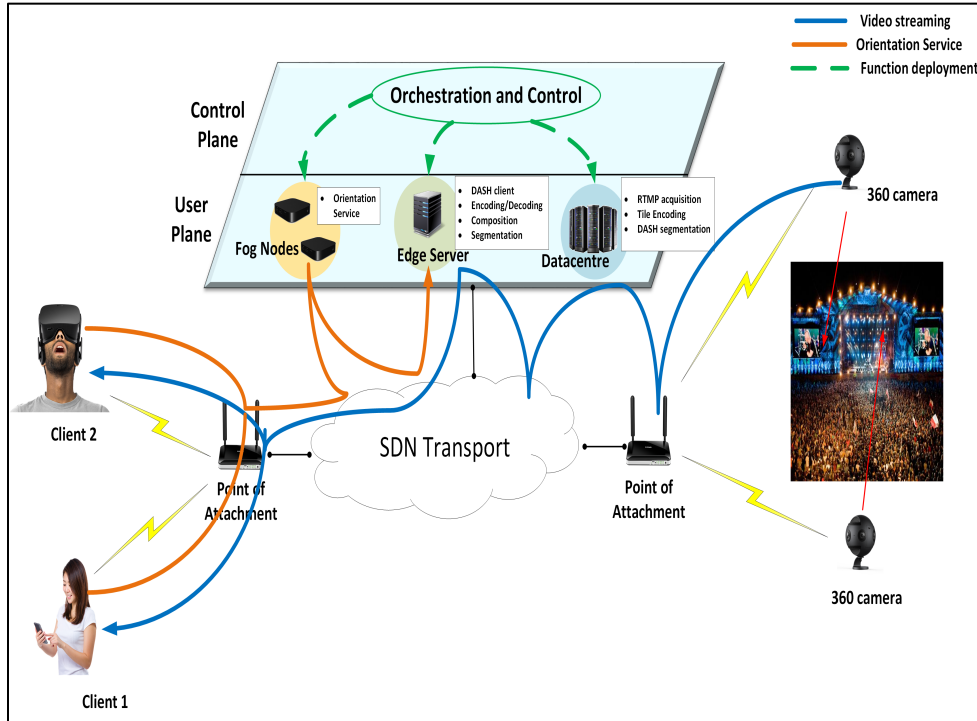 Video streaming
Orientation Service
Function deployment
Control
Plane
Orchestration and Control
User
Plane
Fog Nodes
• Orientation
Service
Edge Server
• DASH client
• Encoding/Decoding
• Composition
• Segmentation
Datacentre
• RTMP acquisition
• Tile Encoding
• DASH segmentation
360 camera
Client 2
Point of
Attachment
SDN Transport
Point of
Attachment
360 camera
Client 1